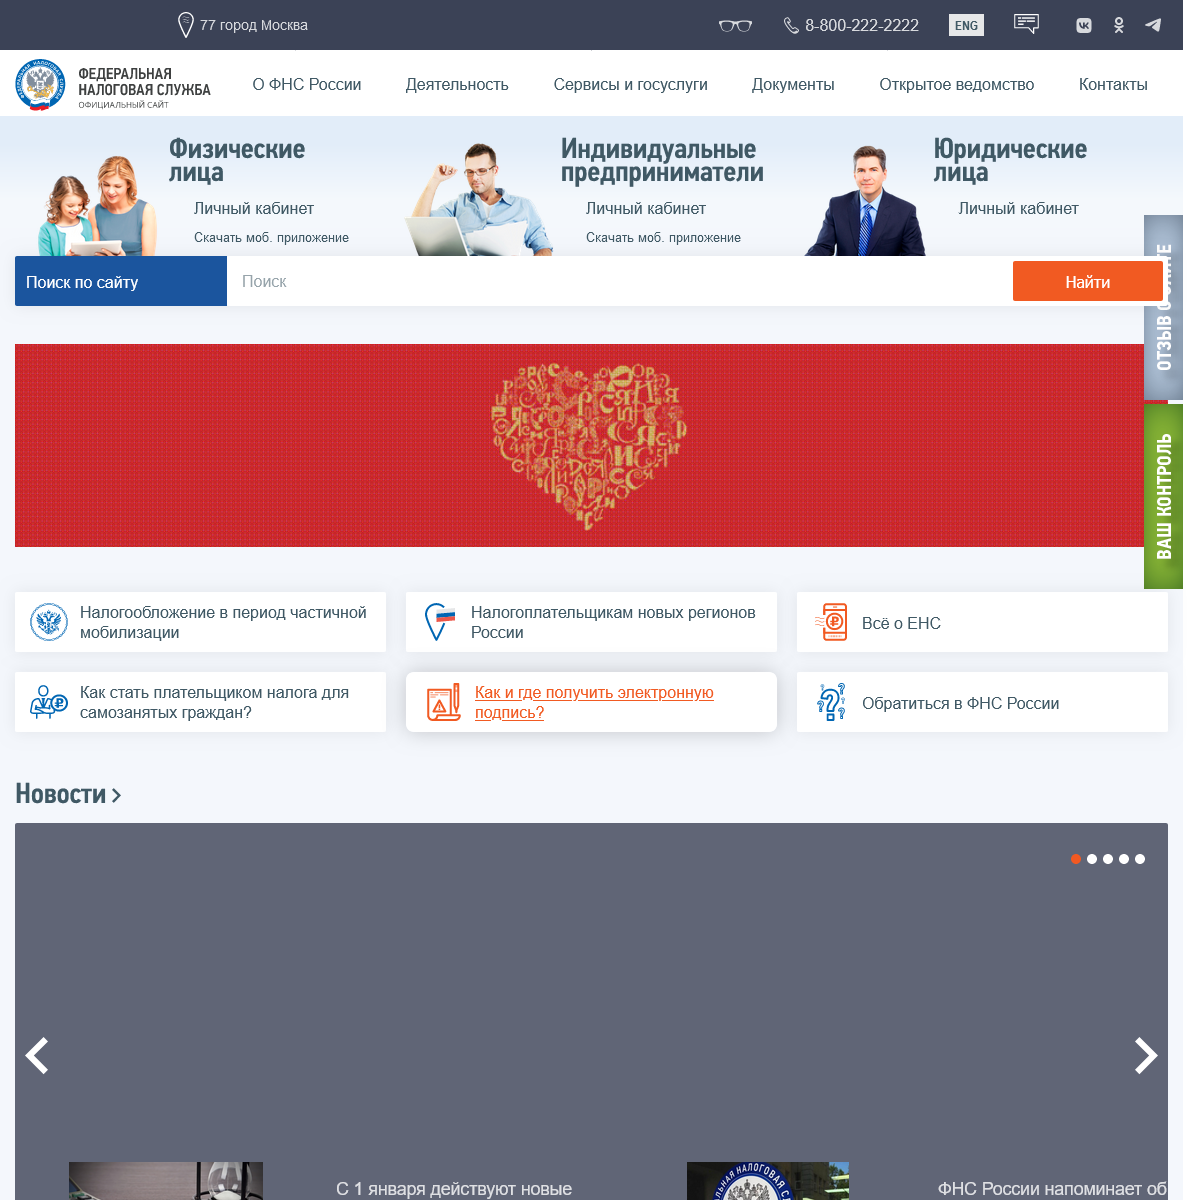 77 город Москва
8-800-222-2222
ENG
ФЕДЕРАЛЬНАЯ
НАЛОГОВАЯ СЛУЖБА
ОФИЦИАЛЬНЫЙ САЙТ
О ФНС России
Деятельность
Сервисы и госуслуги
Документы
Открытое ведомство
Контакты
Физические
лица
Личный кабинет
Скачать моб. приложение
Индивидуальные
предприниматели
Личный кабинет
Скачать моб. приложение
Юридические
лица
Личный кабинет
Поиск по сайту
Поиск
Найти
ОТЗЫВ О САЙТЕ
ВАШ КОНТРОЛЬ
Налогообложение в период частичной
мобилизации
Налогоплательщикам новых регионов
России
Всё о ЕНС
Как стать плательщиком налога для
самозанятых граждан?
Как и где получить электронную
подпись?
Обратиться в ФНС России
Новости
С 1 января действуют новые
ФНС России напоминает об